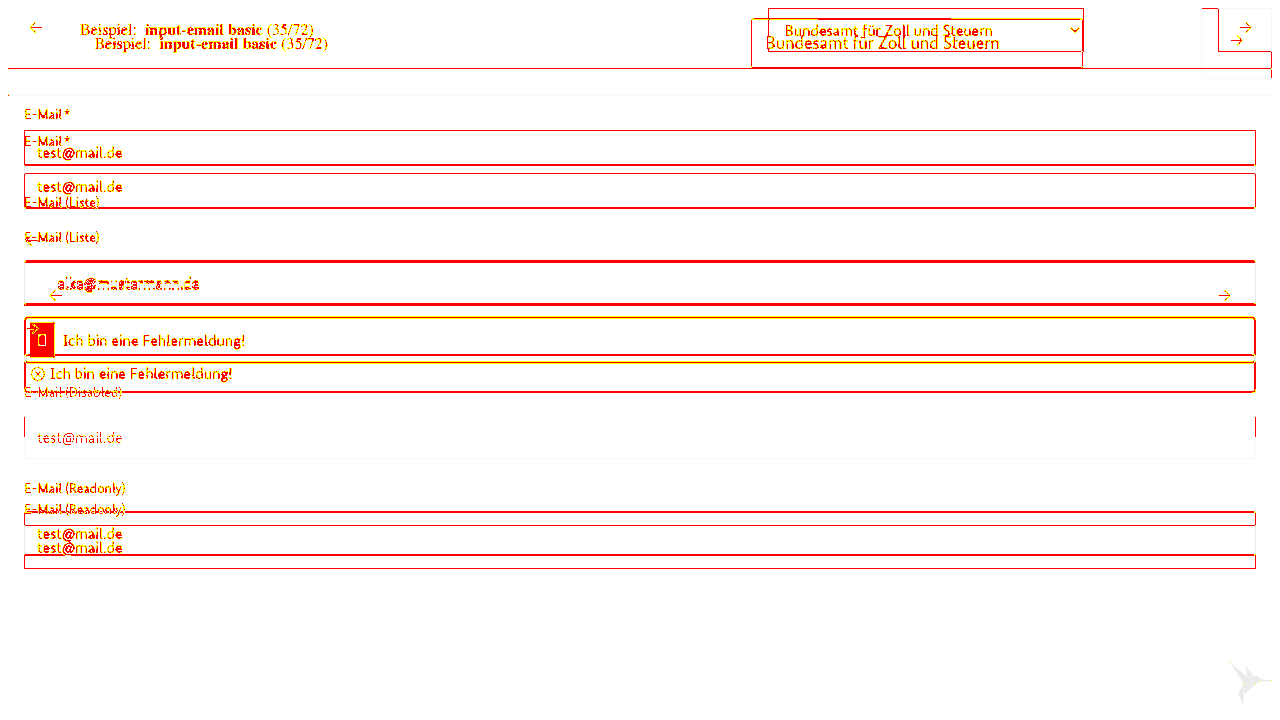 Beispiel: input-email basic (35/72)
Bundesamt für Zoll und Steuern
Beispiel: input-email basic (35/72)
Bundesamt für Zoll und Steuern
E-Mail *
E-Mail *
test@mail.de
test@mail.de
E-Mail (Liste)
E-Mail (Liste)
Ich bin eine Fehlermeldung!
Ich bin eine Fehlermeldung!
E-Mail (Disabled)
test@mail.de
E-Mail (Readonly)
E-Mail (Readonly)
test@mail.de
test@mail.de